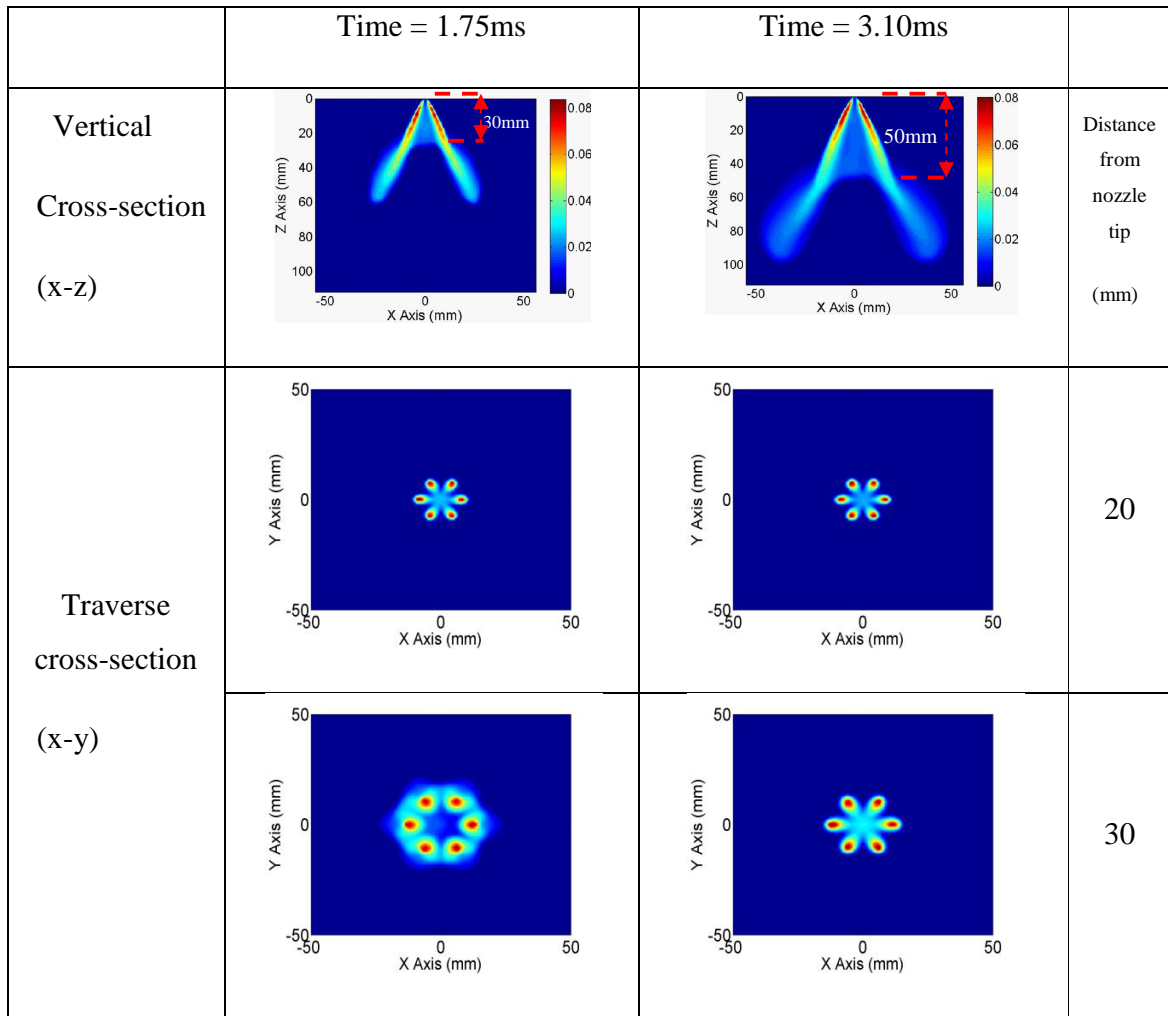 Time = 1.75ms
Time = 3.10ms
Vertical
Cross-section
(x-z)
0
20
40
60
80
100
Z Axis (mm)
-50
0
50
X Axis (mm)
30mm
0.08
0.06
0.04
0.02
0
0
20
40
60
80
100
Z Axis (mm)
-50
0
50
X Axis (mm)
50mm
0.08
0.06
0.04
0.02
0
Distance
from
nozzle
tip
(mm)
Traverse
cross-section
(x-y)
50
0
-50
Y Axis (mm)
-50
0
50
X Axis (mm)
50
0
-50
Y Axis (mm)
-50
0
50
X Axis (mm)
20
50
0
-50
Y Axis (mm)
-50
0
50
X Axis (mm)
50
0
-50
Y Axis (mm)
-50
0
50
X Axis (mm)
30